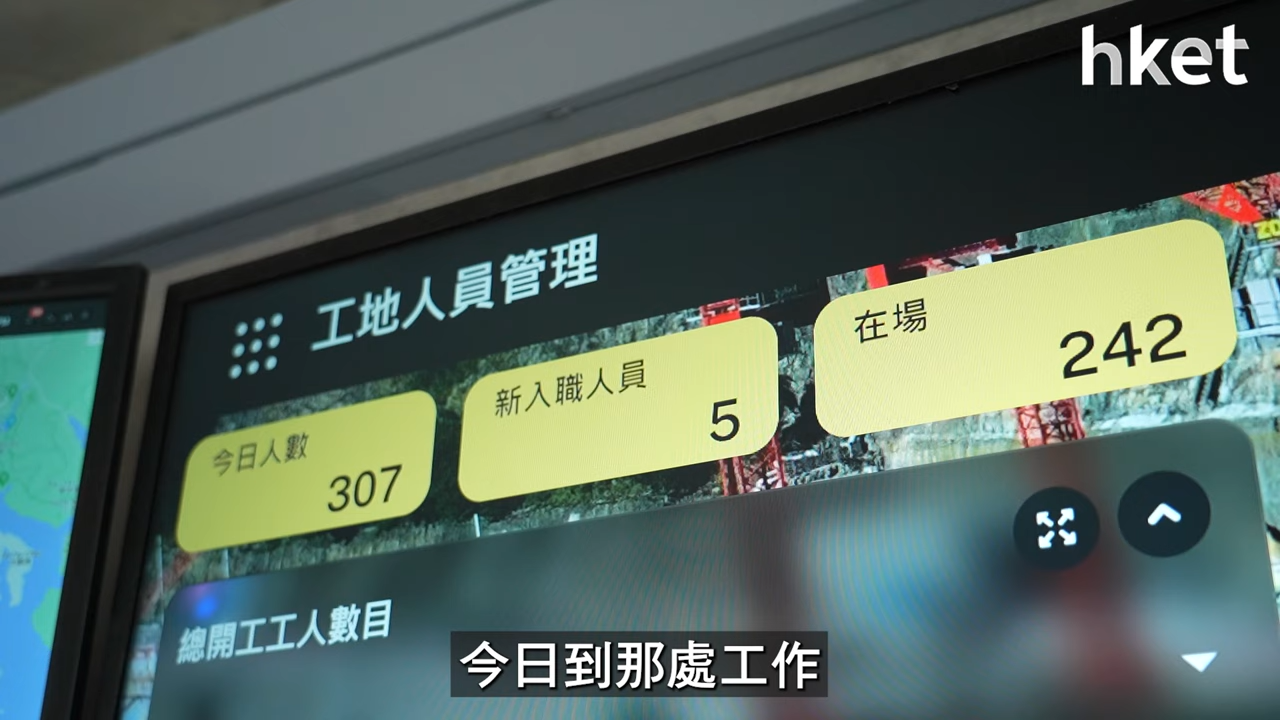 hket
工地人員管理
今日人數
307
新入職人員
5
在場
242
總開工工人數目
今日到那處工作